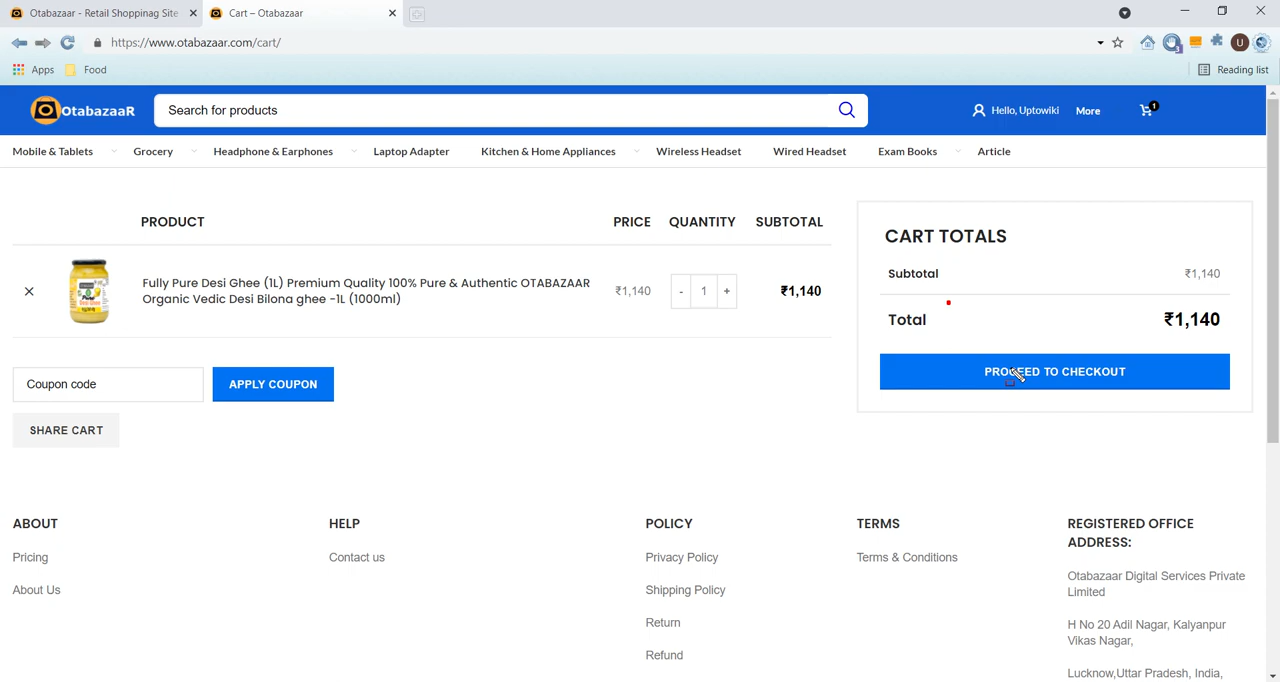 Otabazaar - Retail Shoppinag Site
Cart – Otabazaar
https://www.otabazaar.com/cart/
Apps
Food
Reading list
OtabazaaR
Search for products
Hello, Uptowiki
More
1
Mobile & Tablets
Grocery
Headphone & Earphones
Laptop Adapter
Kitchen & Home Appliances
Wireless Headset
Wired Headset
Exam Books
Article
PRODUCT
PRICE
QUANTITY
SUBTOTAL
Fully Pure Desi Ghee (1L) Premium Quality 100% Pure & Authentic OTABAZAAR
Organic Vedic Desi Bilona ghee -1L (1000ml)
₹1,140
- 1 +
₹1,140
Coupon code
APPLY COUPON
SHARE CART
CART TOTALS
Subtotal ₹1,140
Total ₹1,140
PROCEED TO CHECKOUT
ABOUT
Pricing
About Us
HELP
Contact us
POLICY
Privacy Policy
Shipping Policy
Return
Refund
TERMS
Terms & Conditions
REGISTERED OFFICE
ADDRESS:
Otabazaar Digital Services Private
Limited
H No 20 Adil Nagar, Kalyanpur
Vikas Nagar,
Lucknow,Uttar Pradesh, India,